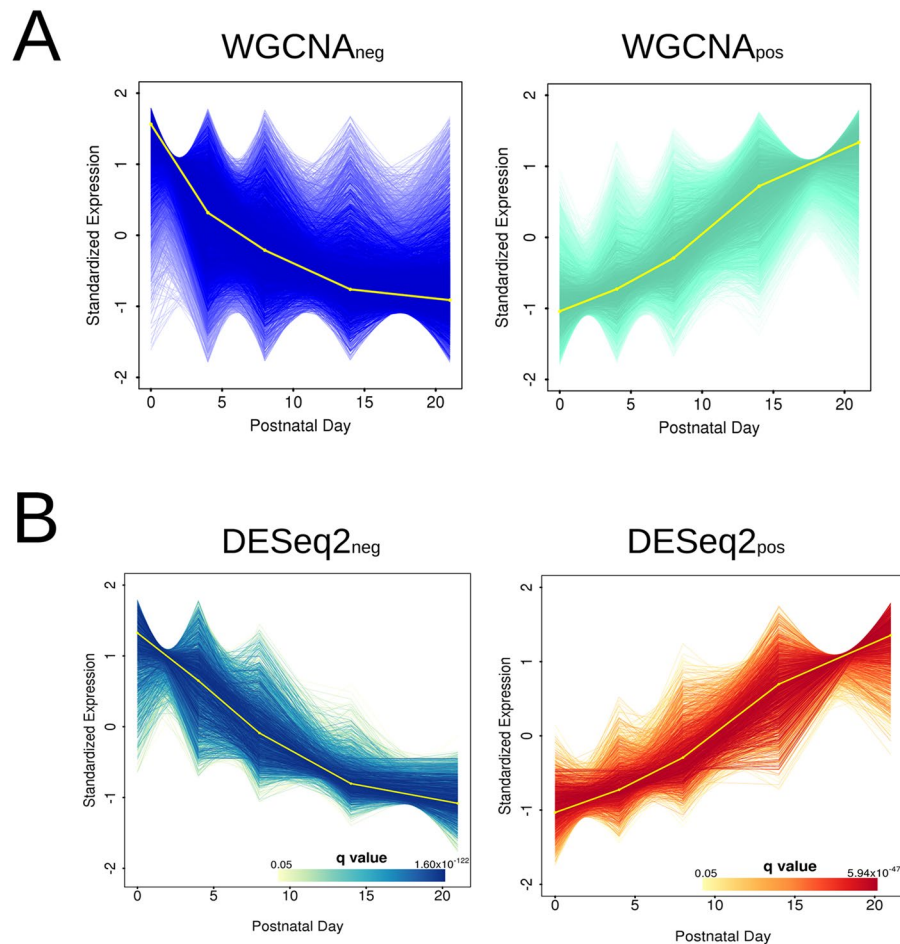 A
WGCNAneg
WGCNApos
Standardized Expression
2
1
0
-1
-2
0 5 10 15 20
Postnatal Day
Standardized Expression
2
1
0
-1
-2
0 5 10 15 20
Postnatal Day
B
DESeq2neg
DESeq2pos
Standardized Expression
2
1
0
-1
-2
q value
0.05 1.60x10-122
0 5 10 15 20
Postnatal Day
Standardized Expression
2
1
0
-1
-2
q value
0.05 5.94x10-47
0 5 10 15 20
Postnatal Day